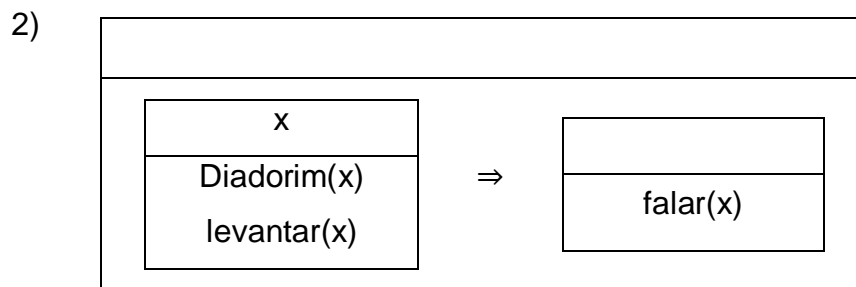 2)
x
Diadorim(x) ⇒ falar(x)
levantar(x)